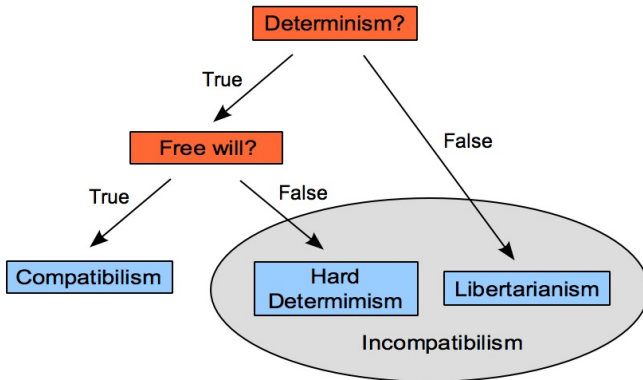 Determinism?
True
False
Free will?
True
False
Compatibilism
Hard
Determimism
Libertarianism
Incompatibilism